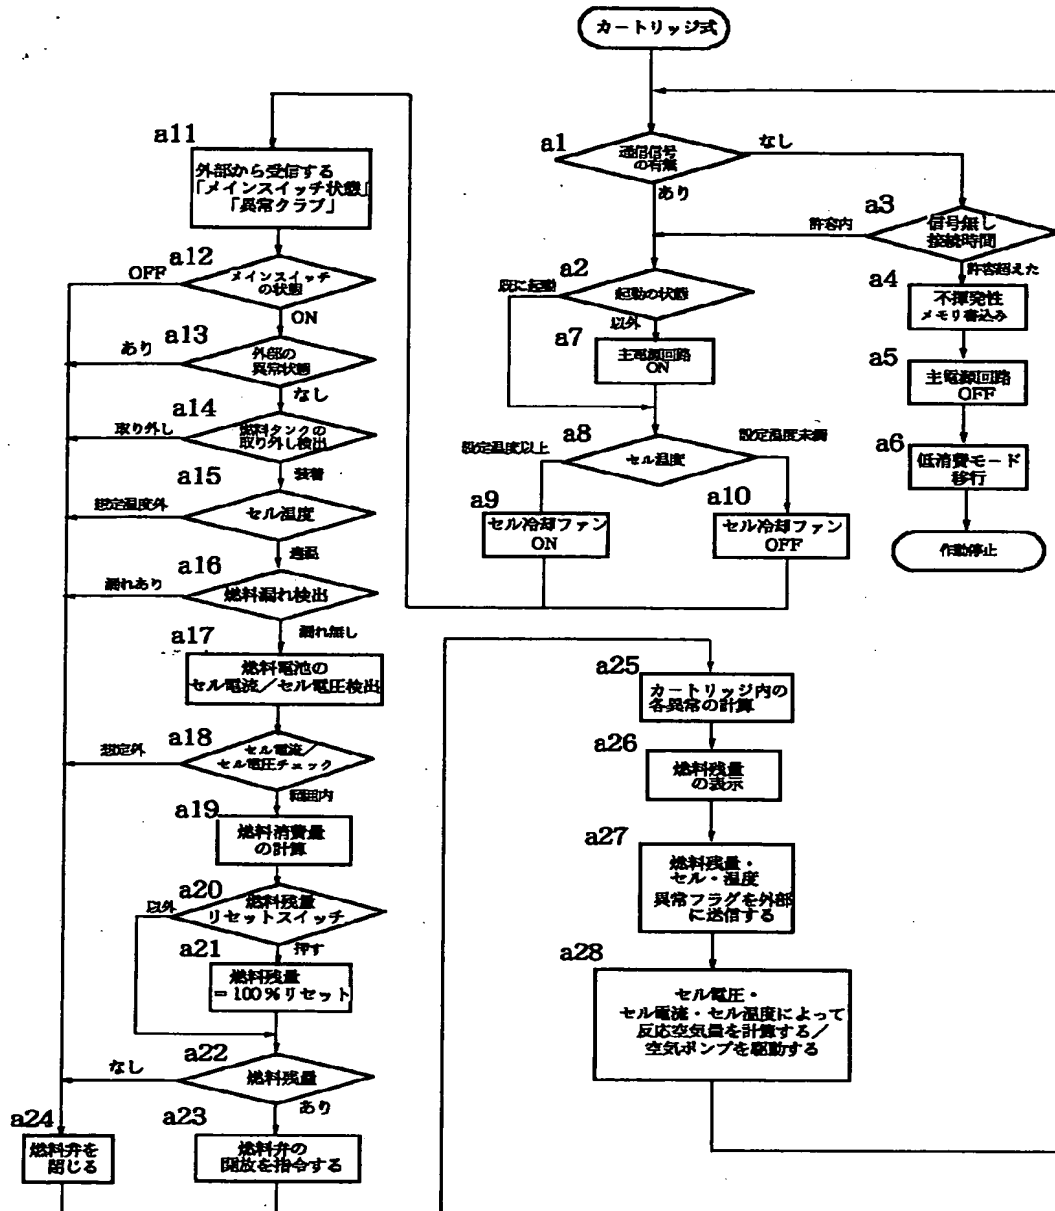 カートリッジ式
a1
通信信号
の有無
なし
あり
a3
信号無し
接続時間
許容内
許容超えた
a2
起動の状態
既に起動
以外
a4
不揮発性
メモリ書込み
a7
主電源回路
ON
a5
主電源回路
OFF
a6
低消費モード
移行
作動停止
a8
セル温度
設定温度以上
設定温度未満
a9
セル冷却ファン
ON
a10
セル冷却ファン
OFF
a11
外部から受信する
「メインスイッチ状態」
「異常クラブ」
a12
メインスイッチ
の状態
OFF
ON
a13
外部の
異常状態
あり
なし
a14
燃料タンクの
取り外し検出
取り外し
装着
a15
セル温度
想定温度外
適温
a16
燃料漏れ検出
漏れあり
漏れ無し
a17
燃料電池の
セル電流/セル電圧検出
a18
セル電流/
セル電圧チェック
想定外
範囲内
a19
燃料消費量
の計算
a20
燃料残量
リセットスイッチ
以外
押す
a21
燃料残量
=100%リセット
a22
燃料残量
なし
あり
a24
燃料弁を
閉じる
a23
燃料弁の
開放を指令する
a25
カートリッジ内の
各異常の計算
a26
燃料残量
の表示
a27
燃料残量・
セル・温度
異常フラグを外部
に送信する
a28
セル電圧・
セル電流・セル温度によって
反応空気量を計算する/
空気ポンプを駆動する